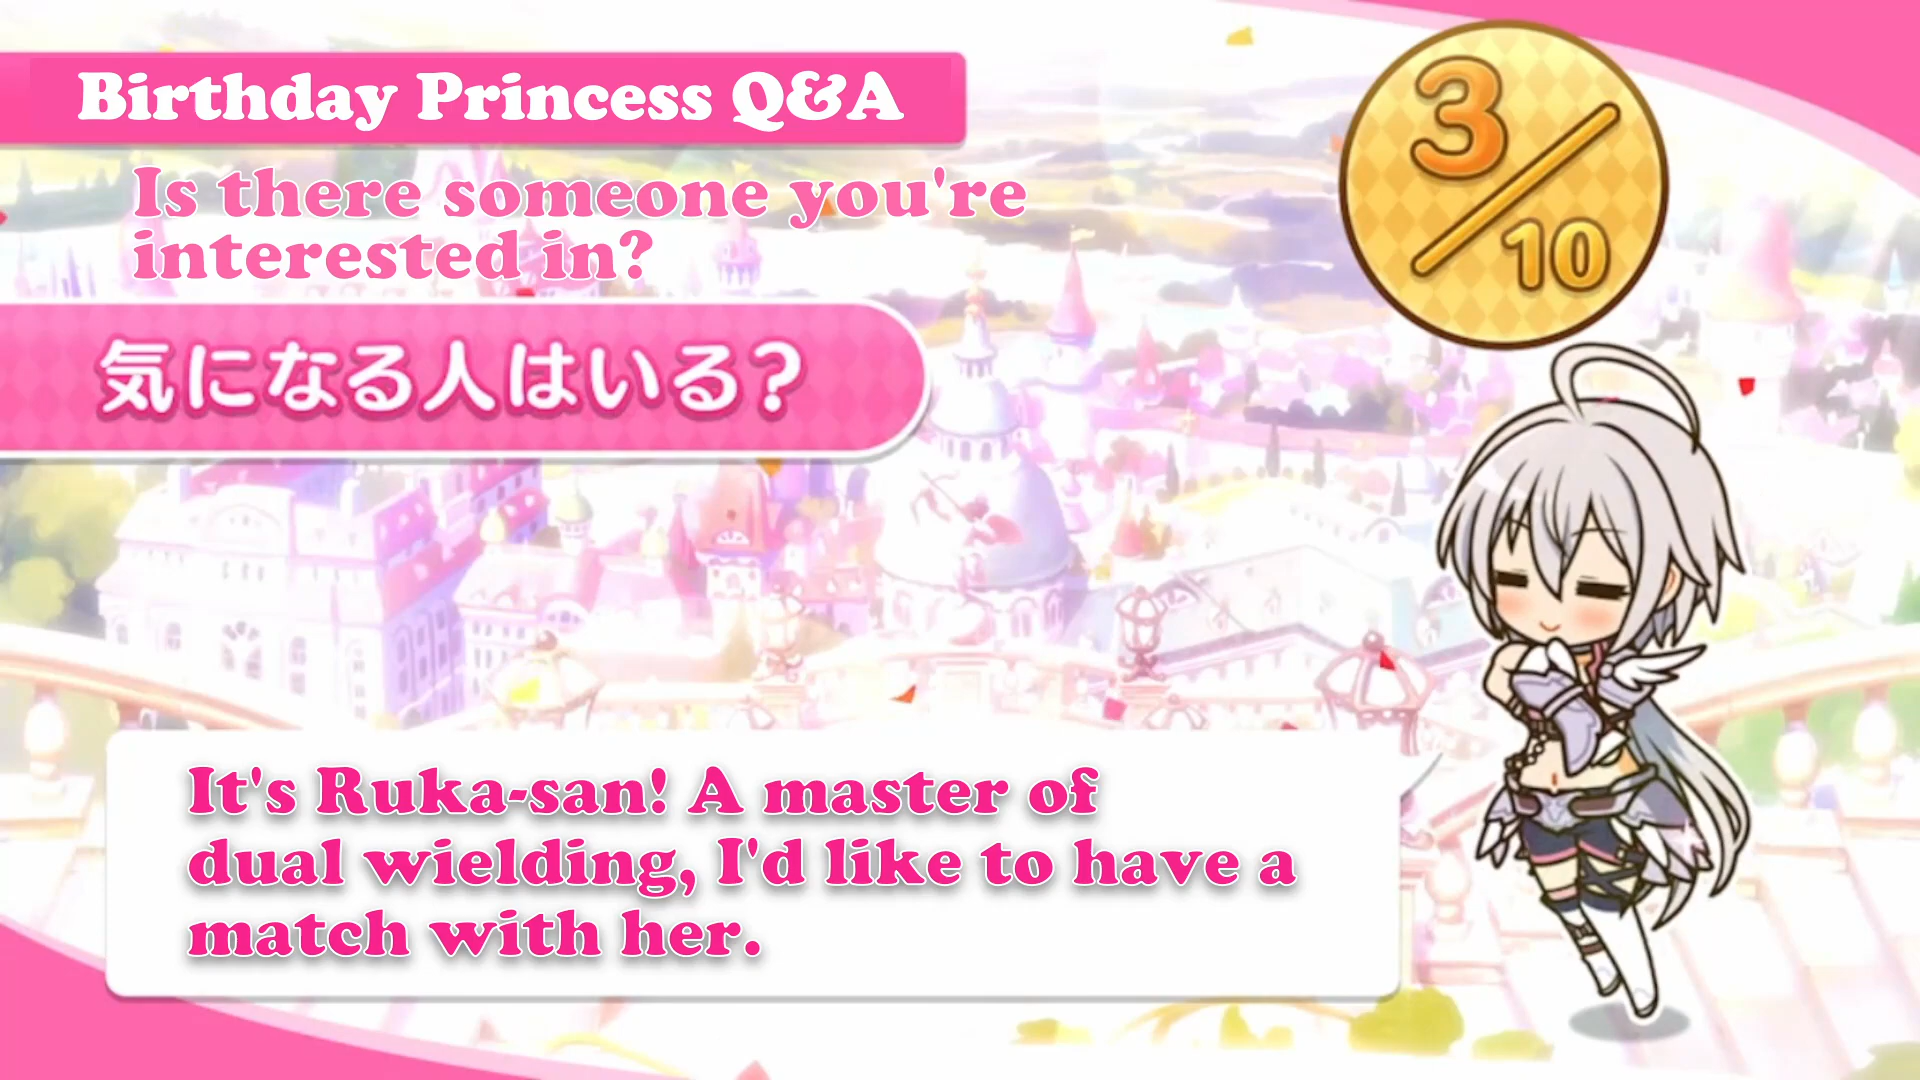 Birthday Princess Q&A
3/10
Is there someone you're
interested in?
気になる人はいる?
It's Ruka-san! A master of
dual wielding, I'd like to have a
match with her.